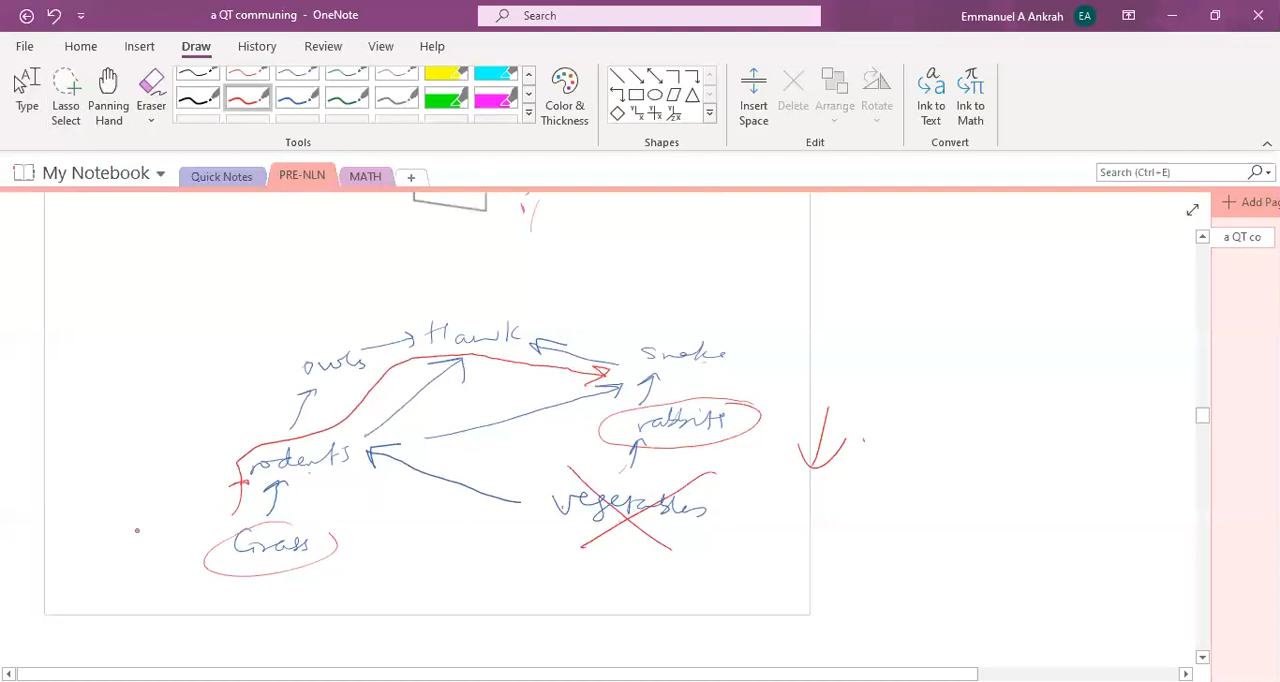 a QT communing - OneNote
Search
Emmanuel A Ankrah
EA
File Home Insert Draw History Review View Help
Type
Lasso Select
Panning Hand
Eraser
Color & Thickness
Insert Space
Delete
Arrange
Rotate
Ink to Text
Ink to Math
Tools
Shapes
Edit
Convert
My Notebook
Quick Notes
PRE-NLN
MATH
+
Search (Ctrl+E)
Add Pag
a QT co
Hawk
owls
snake
rabbits
rodents
vegetables
Grass